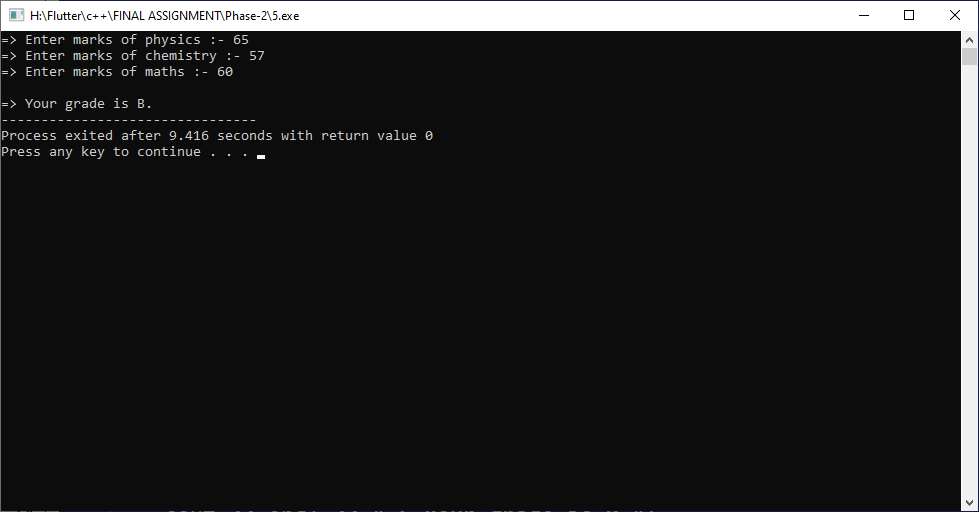 H:\Flutter\c++\FINAL ASSIGNMENT\Phase-2\5.exe
=> Enter marks of physics :- 65
=> Enter marks of chemistry :- 57
=> Enter marks of maths :- 60
=> Your grade is B.
--------------------------------
Process exited after 9.416 seconds with return value 0
Press any key to continue . . .